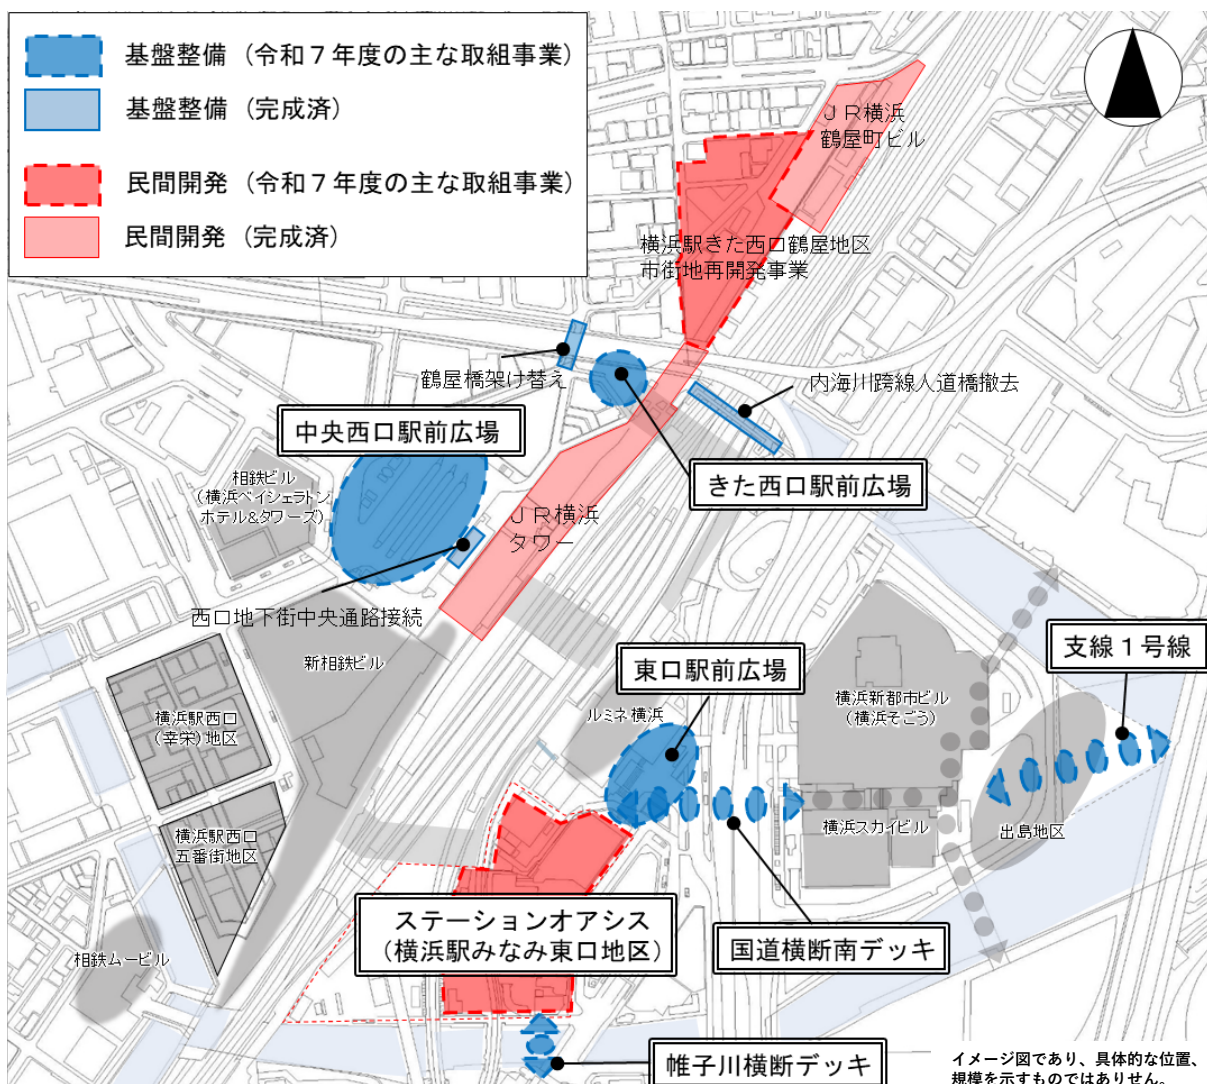 基盤整備（令和７年度の主な取組事業）
基盤整備（完成済）
民間開発（令和７年度の主な取組事業）
民間開発（完成済）
ＪＲ横浜
鶴屋町ビル
横浜駅きた西口鶴屋地区
市街地再開発事業
鶴屋橋架け替え
内海川跨線人道橋撤去
中央西口駅前広場
きた西口駅前広場
相鉄ビル
（横浜ベイシェラトン
ホテル&タワーズ）
ＪＲ横浜
タワー
西口地下街中央通路接続
新相鉄ビル
支線１号線
東口駅前広場
ルミネ横浜
横浜新都市ビル
（横浜そごう）
横浜駅西口
（幸栄）地区
横浜駅西口
五番街地区
横浜スカイビル
出島地区
ステーションオアシス
（横浜駅みなみ東口地区）
国道横断南デッキ
相鉄ムービル
帷子川横断デッキ
イメージ図であり、具体的な位置、
規模を示すものではありせん。